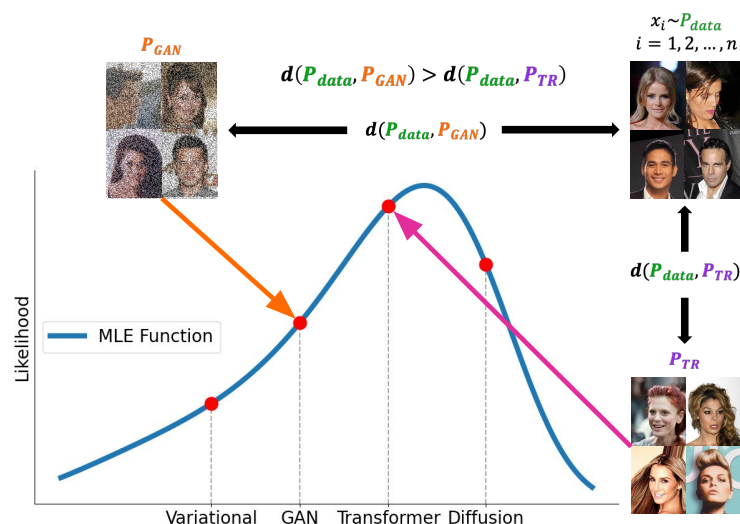 P_GAN
d(P_data, P_GAN) > d(P_data, P_TR)
x_i~P_data
i = 1,2, ..., n
d(P_data, P_GAN)
d(P_data, P_TR)
P_TR
Likelihood
MLE Function
Variational
GAN
Transformer
Diffusion